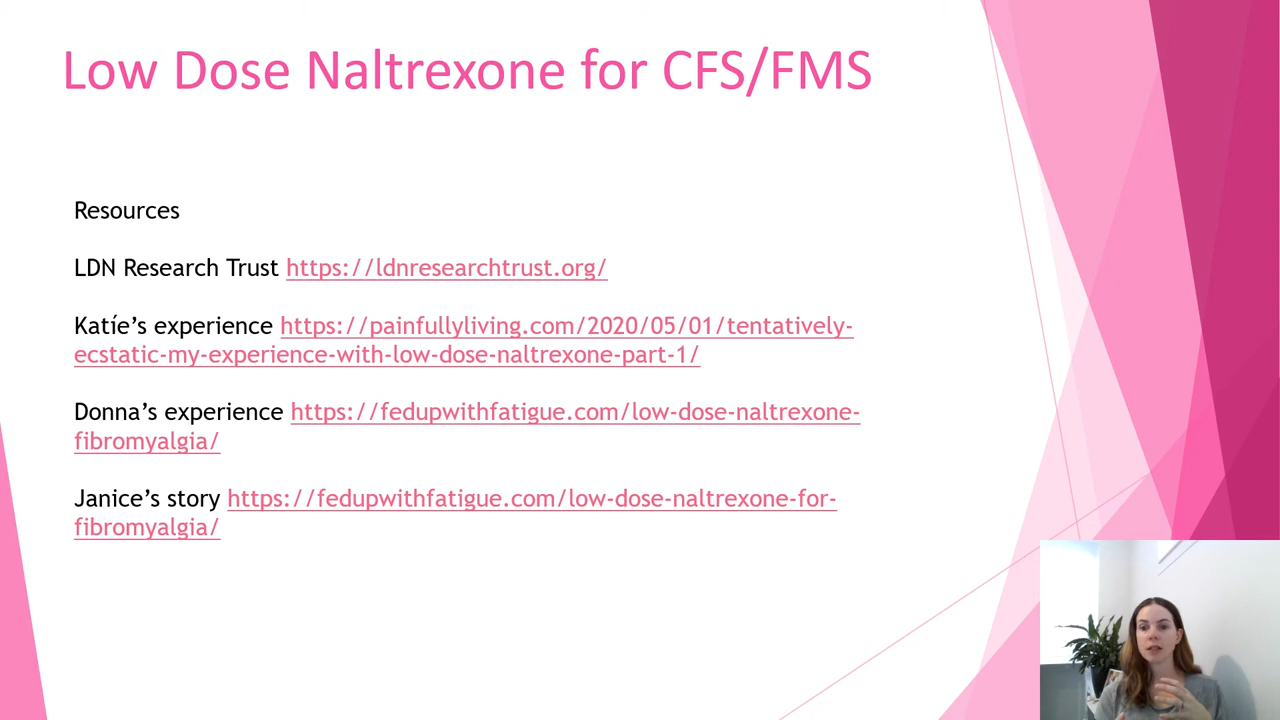 Low Dose Naltrexone for CFS/FMS
Resources
LDN Research Trust https://ldnresearchtrust.org/
Katíe’s experience https://painfullyliving.com/2020/05/01/tentatively-
ecstatic-my-experience-with-low-dose-naltrexone-part-1/
Donna’s experience https://fedupwithfatigue.com/low-dose-naltrexone-
fibromyalgia/
Janice’s story https://fedupwithfatigue.com/low-dose-naltrexone-for-
fibromyalgia/